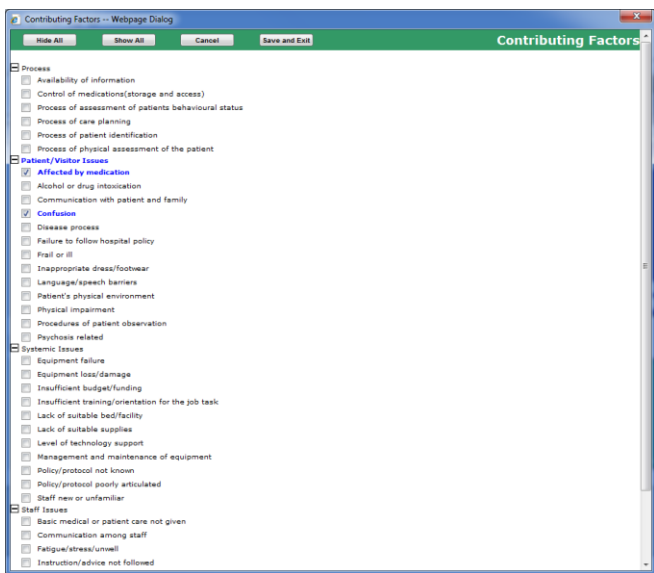 Contributing Factors -- Webpage Dialog
Hide All Show All Cancel Save and Exit Contributing Factors
Process
Availability of information
Control of medications(storage and access)
Process of assessment of patients behavioural status
Process of care planning
Process of patient identification
Process of physical assessment of the patient
Patient/Visitor Issues
Affected by medication
Alcohol or drug intoxication
Communication with patient and family
Confusion
Disease process
Failure to follow hospital policy
Frail or ill
Inappropriate dress/footwear
Language/speech barriers
Patient's physical environment
Physical impairment
Procedures of patient observation
Psychosis related
Systemic Issues
Equipment failure
Equipment loss/damage
Insufficient budget/funding
Insufficient training/orientation for the job task
Lack of suitable bed/facility
Lack of suitable supplies
Level of technology support
Management and maintenance of equipment
Policy/protocol not known
Policy/protocol poorly articulated
Staff new or unfamiliar
Staff Issues
Basic medical or patient care not given
Communication among staff
Fatigue/stress/unwell
Instruction/advice not followed